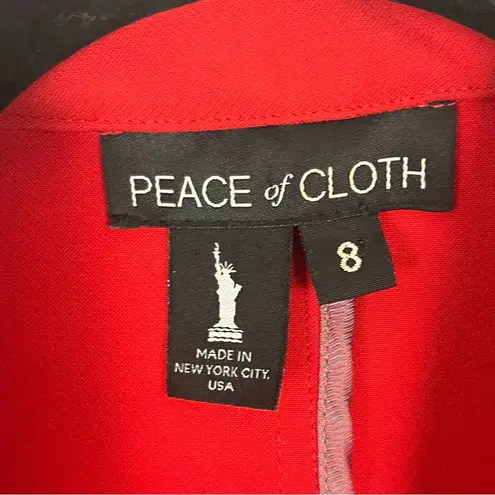 PEACE of CLOTH
8
MADE IN
NEW YORK CITY,
USA